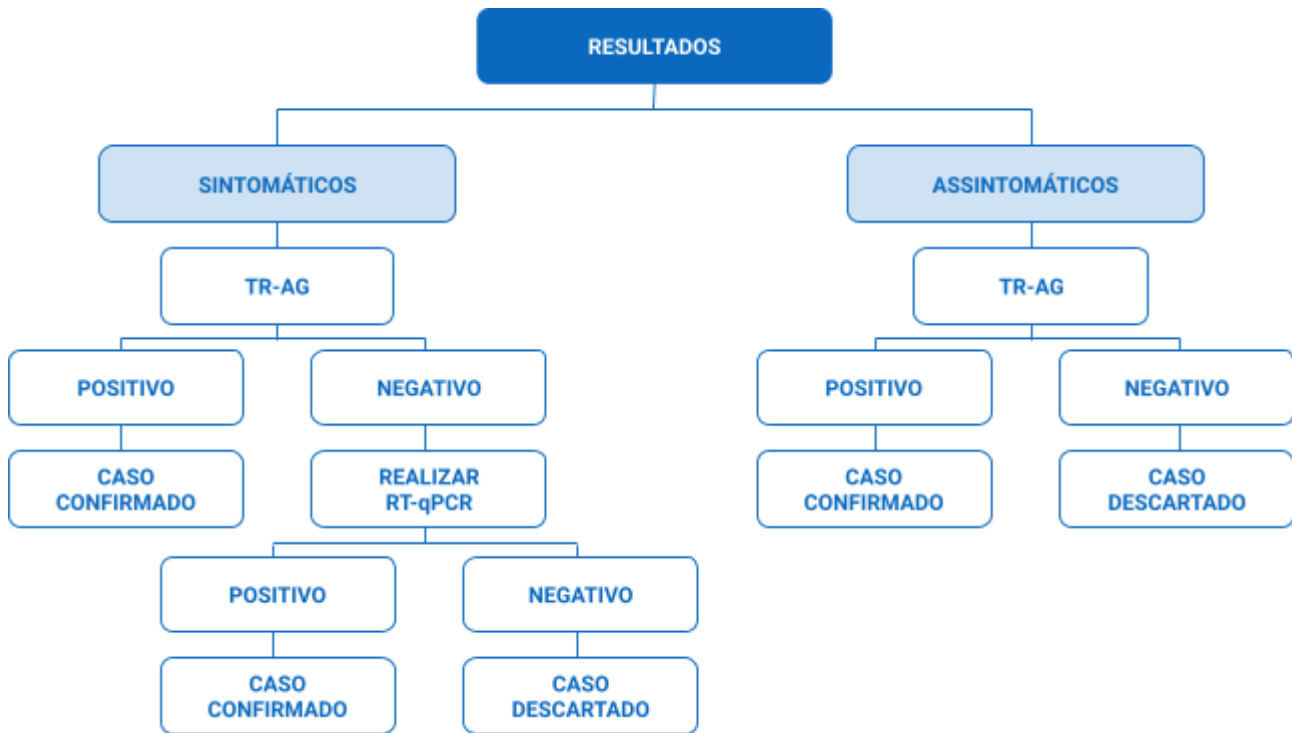 RESULTADOS
SINTOMÁTICOS
ASSINTOMÁTICOS
TR-AG
TR-AG
POSITIVO
NEGATIVO
POSITIVO
NEGATIVO
CASO
CONFIRMADO
REALIZAR
RT-qPCR
CASO
CONFIRMADO
CASO
DESCARTADO
POSITIVO
NEGATIVO
CASO
CONFIRMADO
CASO
DESCARTADO